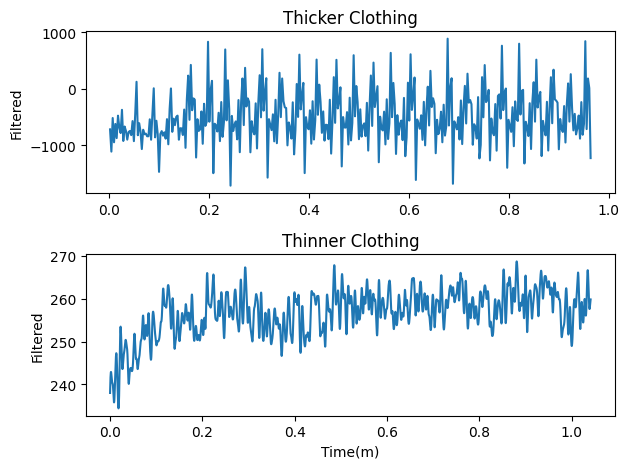 Thicker Clothing
1000
0
−1000
Filtered
0.0 0.2 0.4 0.6 0.8 1.0
Thinner Clothing
270
260
250
240
Filtered
0.0 0.2 0.4 0.6 0.8 1.0
Time(m)